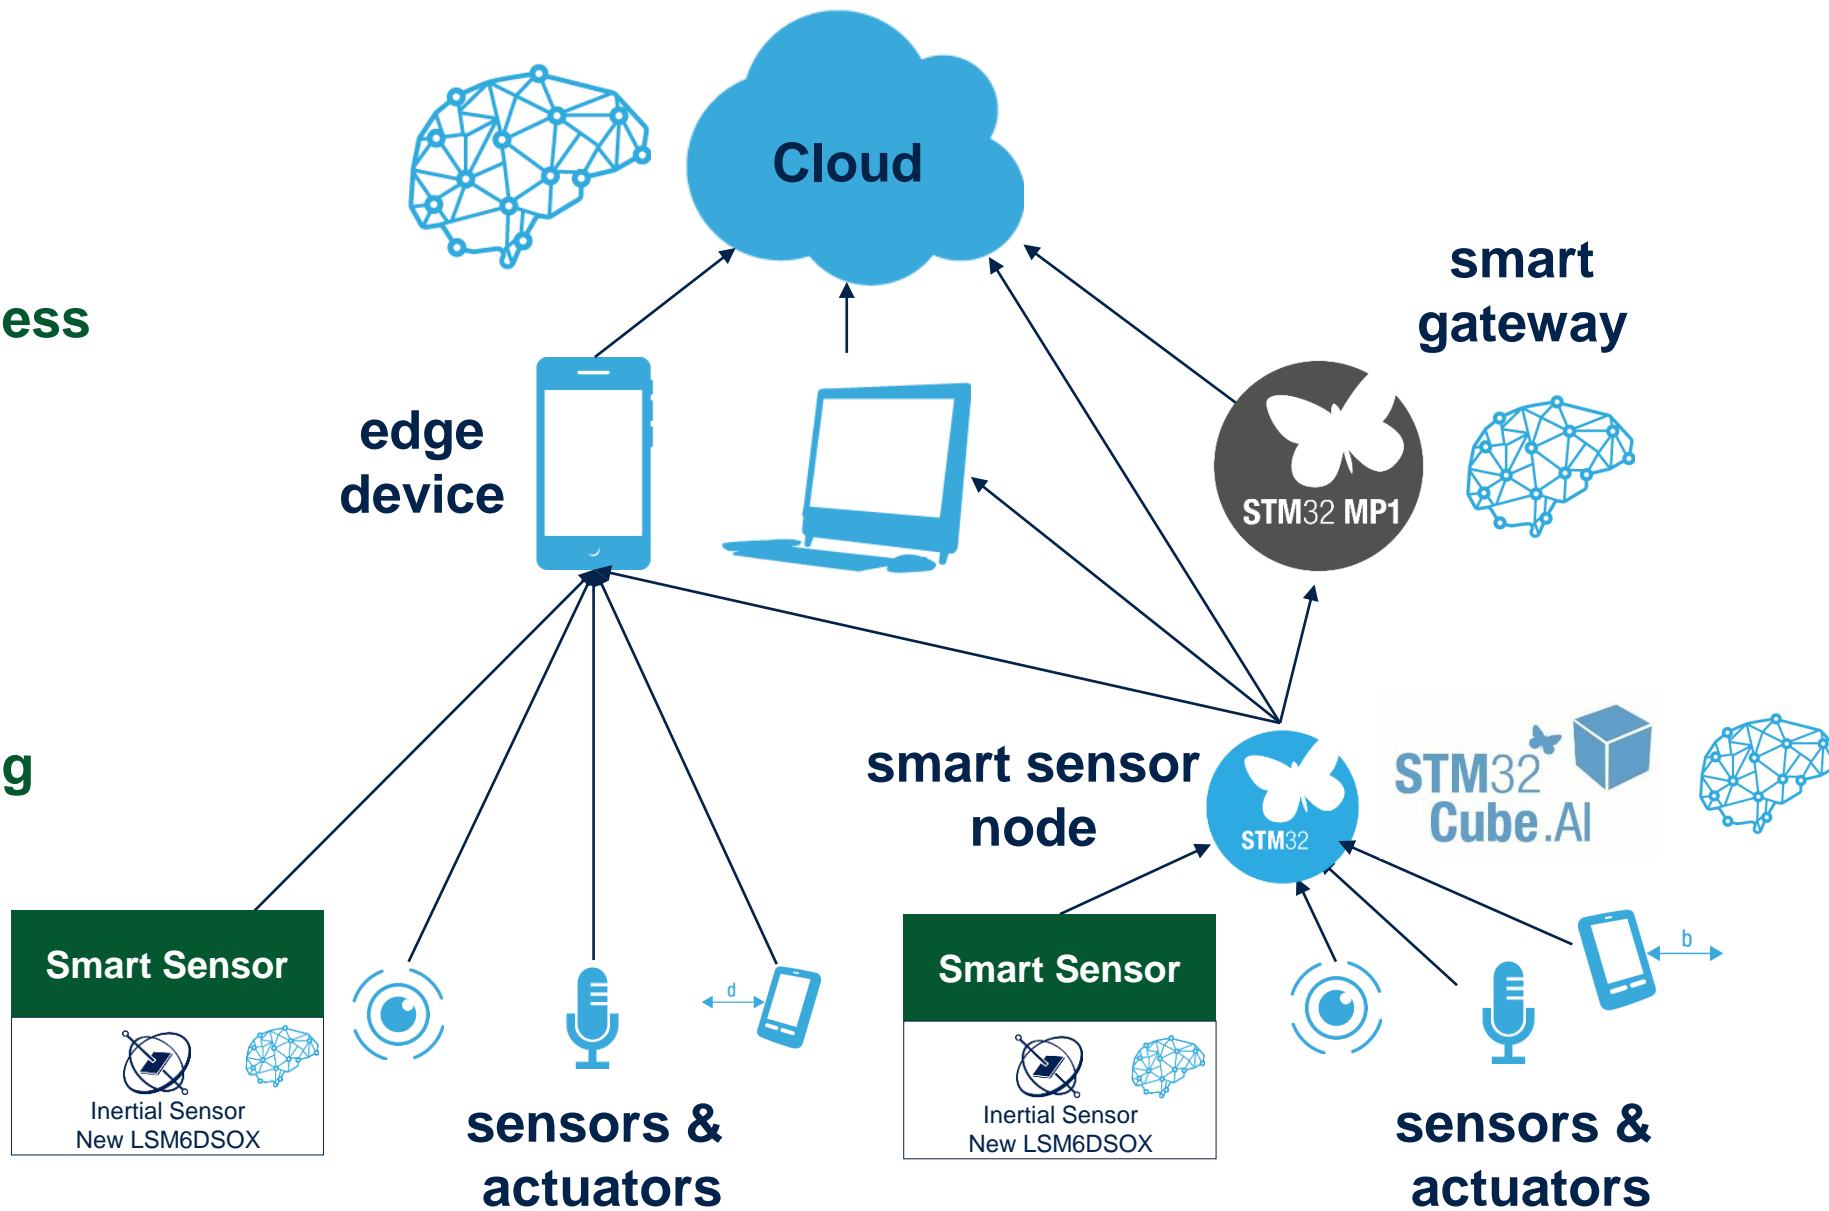 Cloud
smart
gateway
ess
edge
device
STM32 MP1
g
smart sensor
node
STM32
STM32
Cube.AI
Smart Sensor
Inertial Sensor
New LSM6DSOX
d
sensors &
actuators
Smart Sensor
Inertial Sensor
New LSM6DSOX
b
sensors &
actuators